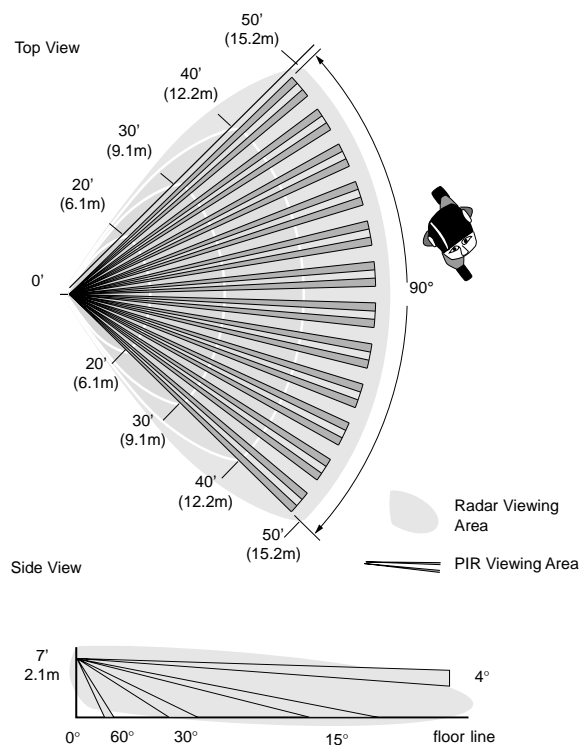 50’
(15.2m)
Top View
40’
(12.2m)
30’
(9.1m)
20’
(6.1m)
0’
90°
20’
(6.1m)
30’
(9.1m)
40’
(12.2m)
50’
(15.2m)
Radar Viewing
Area
PIR Viewing Area
Side View
7’
2.1m
4°
0°
60°
30°
15°
floor line